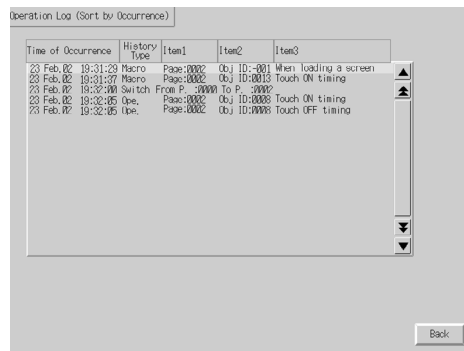 Operation Log (Sort by Occurrence)
Time of Occurrence History Type Item1 Item2 Item3
23 Feb.02 19:31:29 Macro Page:0002 Obj ID:-001 When loading a screen
23 Feb.02 19:31:37 Macro Page:0002 Obj ID:0013 Touch ON timing
23 Feb.02 19:32:00 Switch From P. :0000 To P. :0002
23 Feb.02 19:32:05 Ope. Page:0002 Obj ID:0008 Touch ON timing
23 Feb.02 19:32:05 Ope. Page:0002 Obj ID:0008 Touch OFF timing
Back